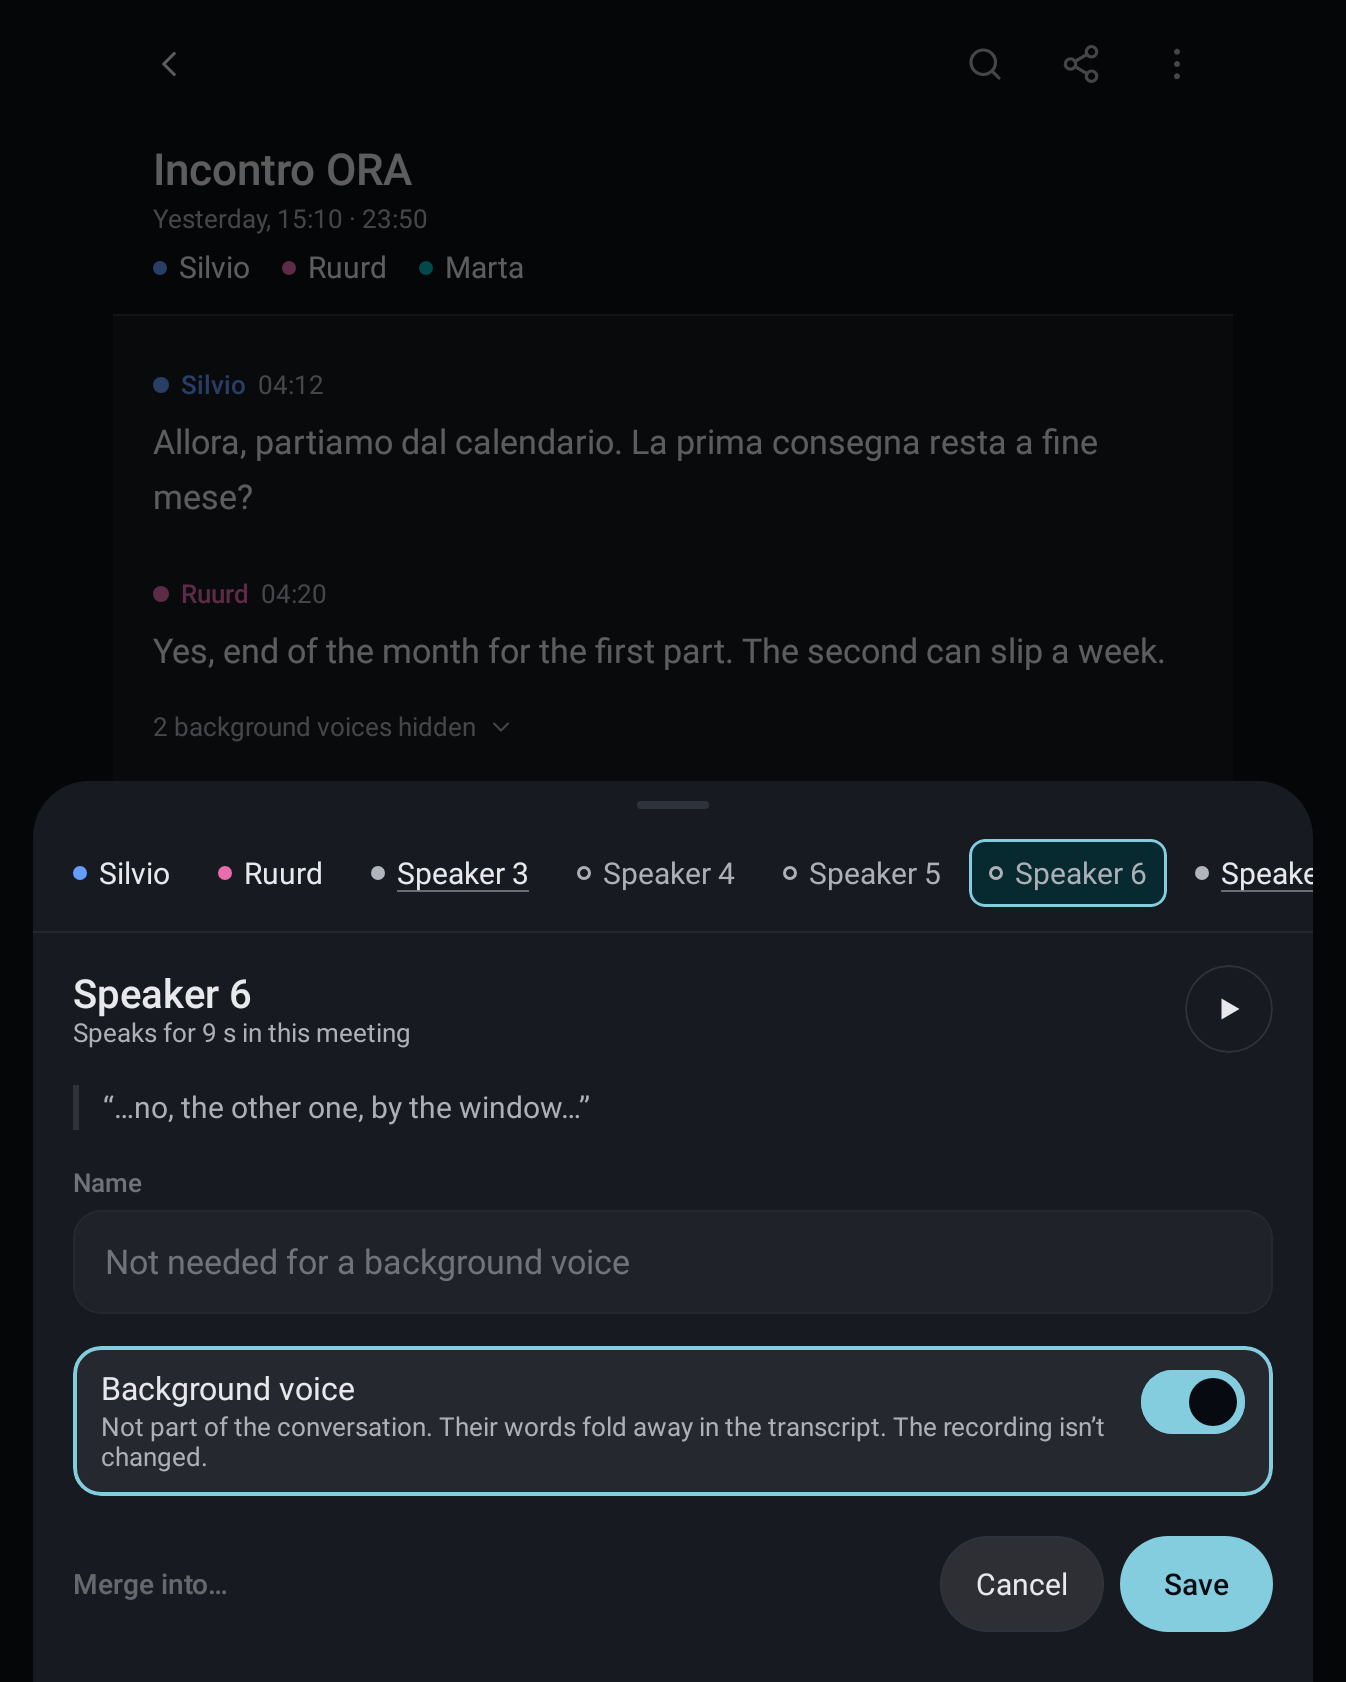 Incontro ORA
Yesterday, 15:10 · 23:50
Silvio Ruurd Marta
Silvio 04:12
Allora, partiamo dal calendario. La prima consegna resta a fine
mese?
Ruurd 04:20
Yes, end of the month for the first part. The second can slip a week.
2 background voices hidden
Silvio Ruurd Speaker 3 Speaker 4 Speaker 5 Speaker 6 Speake
Speaker 6
Speaks for 9 s in this meeting
“…no, the other one, by the window…”
Name
Not needed for a background voice
Background voice
Not part of the conversation. Their words fold away in the transcript. The recording isn’t
changed.
Merge into… Cancel Save